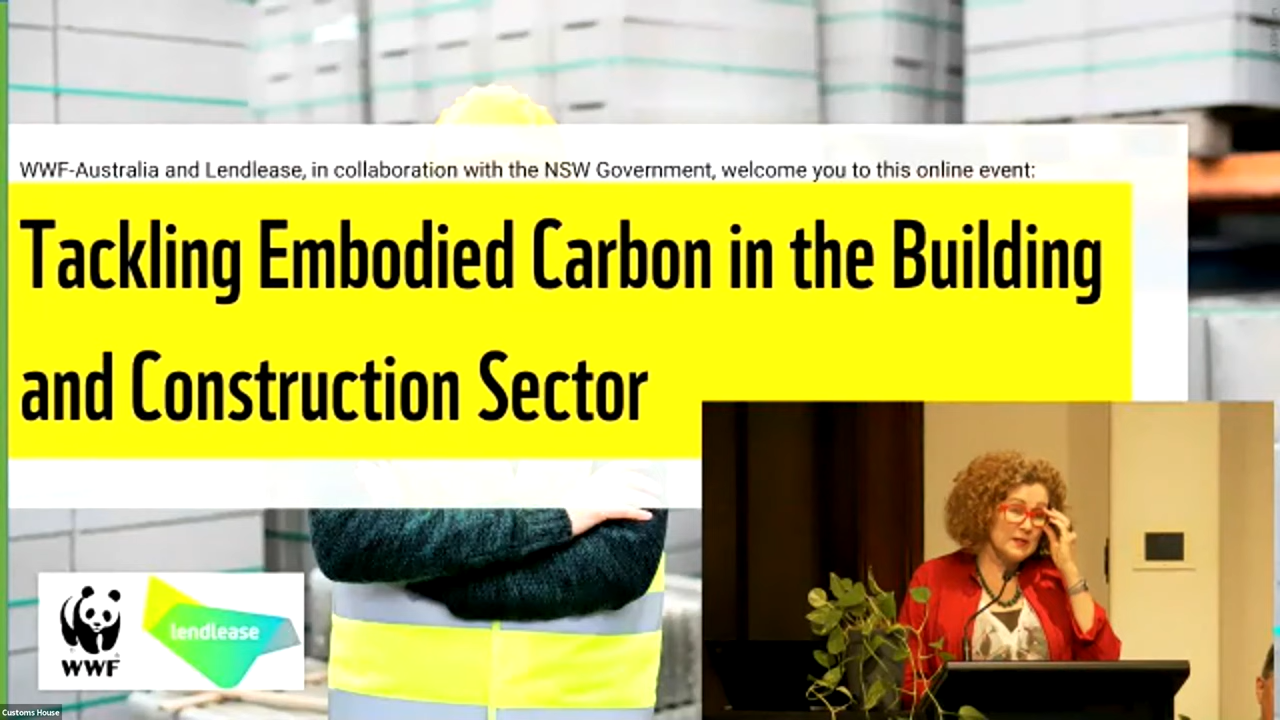 WWF-Australia and Lendlease, in collaboration with the NSW Government, welcome you to this online event:
Tackling Embodied Carbon in the Building
and Construction Sector
WWF
lendlease
Customs House